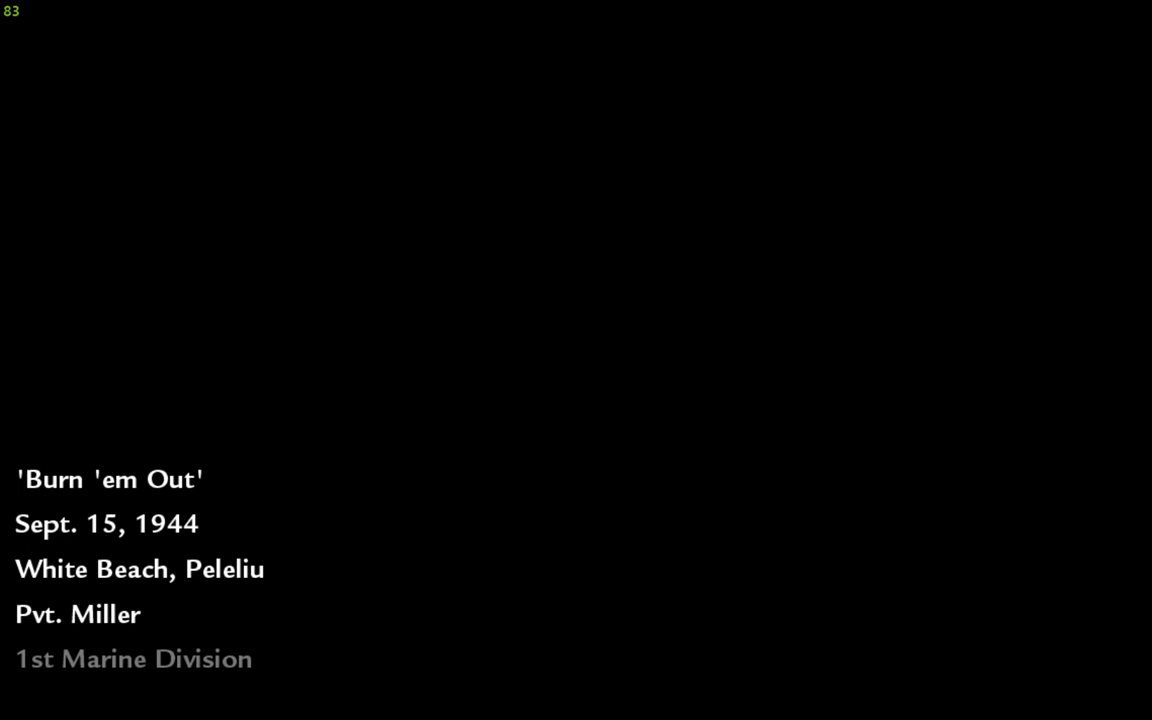 83
'Burn 'em Out'
Sept. 15, 1944
White Beach, Peleliu
Pvt. Miller
1st Marine Division